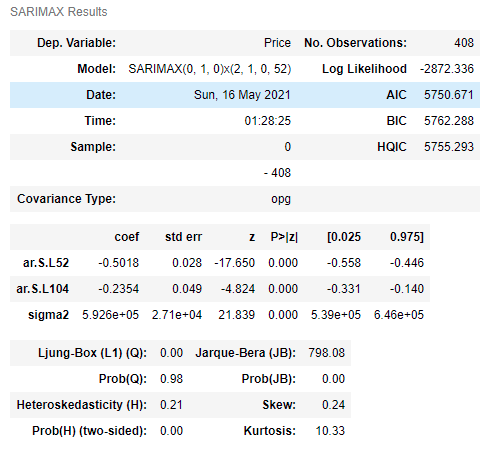 SARIMAX Results
Dep. Variable: Price No. Observations: 408
Model: SARIMAX(0, 1, 0)x(2, 1, 0, 52) Log Likelihood -2872.336
Date: Sun, 16 May 2021 AIC 5750.671
Time: 01:28:25 BIC 5762.288
Sample: 0 HQIC 5755.293
- 408
Covariance Type: opg
coef std err z P>|z| [0.025 0.975]
ar.S.L52 -0.5018 0.028 -17.650 0.000 -0.558 -0.446
ar.S.L104 -0.2354 0.049 -4.824 0.000 -0.331 -0.140
sigma2 5.926e+05 2.71e+04 21.839 0.000 5.39e+05 6.46e+05
Ljung-Box (L1) (Q): 0.00 Jarque-Bera (JB): 798.08
Prob(Q): 0.98 Prob(JB): 0.00
Heteroskedasticity (H): 0.21 Skew: 0.24
Prob(H) (two-sided): 0.00 Kurtosis: 10.33